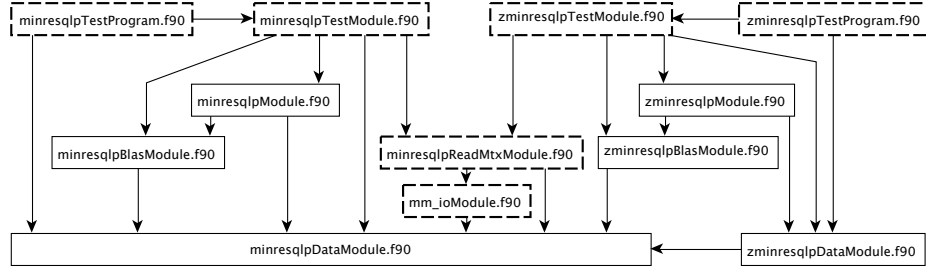 minresqlpTestProgram.f90
minresqlpTestModule.f90
zminresqlpTestModule.f90
zminresqlpTestProgram.f90
minresqlpModule.f90
zminresqlpModule.f90
minresqlpBlasModule.f90
minresqlpReadMtxModule.f90
zminresqlpBlasModule.f90
mm_ioModule.f90
minresqlpDataModule.f90
zminresqlpDataModule.f90